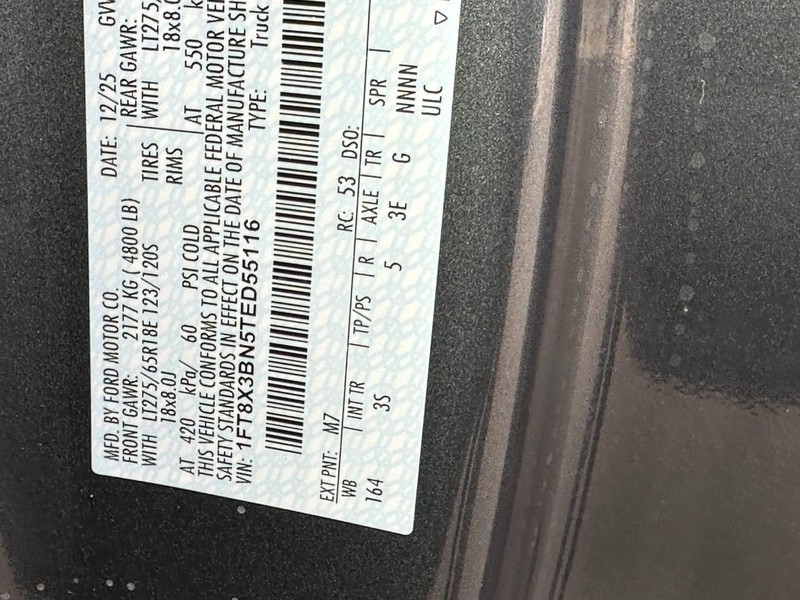 MFD. BY FORD MOTOR CO. DATE: 12/25 GV
FRONT GAWR: 2177 KG ( 4800 LB) REAR GAWR:
WITH LT275/65R18E 123/120S TIRES WITH LT275/
18x8.0J RIMS 18x8.0
AT 420 kPa/ 60 PSI COLD AT 550
THIS VEHICLE CONFORMS TO ALL APPLICABLE FEDERAL MOTOR VE
SAFETY STANDARDS IN EFFECT ON THE DATE OF MANUFACTURE SH
VIN: 1FT8X3BN5TED55116 TYPE: Truck
EXT PNT: M7 RC: 53 DSO:
WB INT TR TP/PS R AXLE TR SPR
164 3S 5 3E G NNNN
ULC